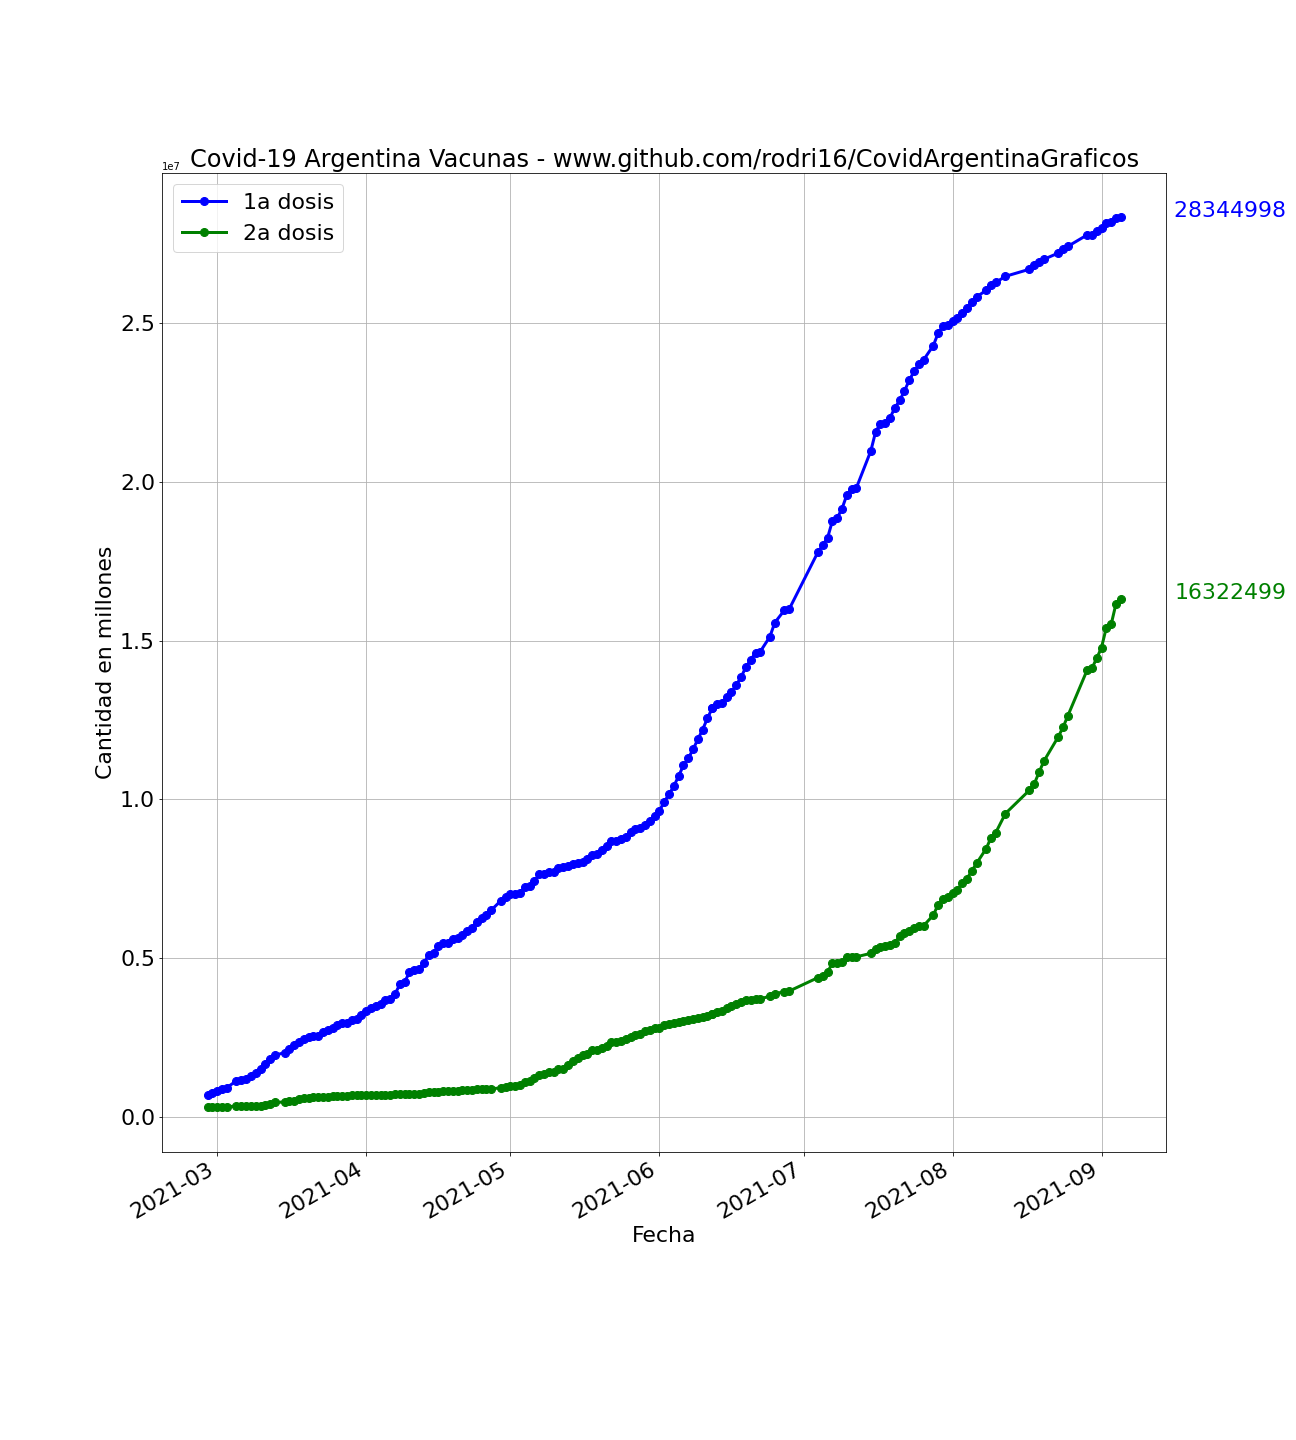 Covid-19 Argentina Vacunas - www.github.com/rodri16/CovidArgentinaGraficos
1e7
1a dosis
2a dosis
28344998
16322499
2.5
2.0
1.5
1.0
0.5
0.0
Cantidad en millones
2021-03
2021-04
2021-05
2021-06
2021-07
2021-08
2021-09
Fecha